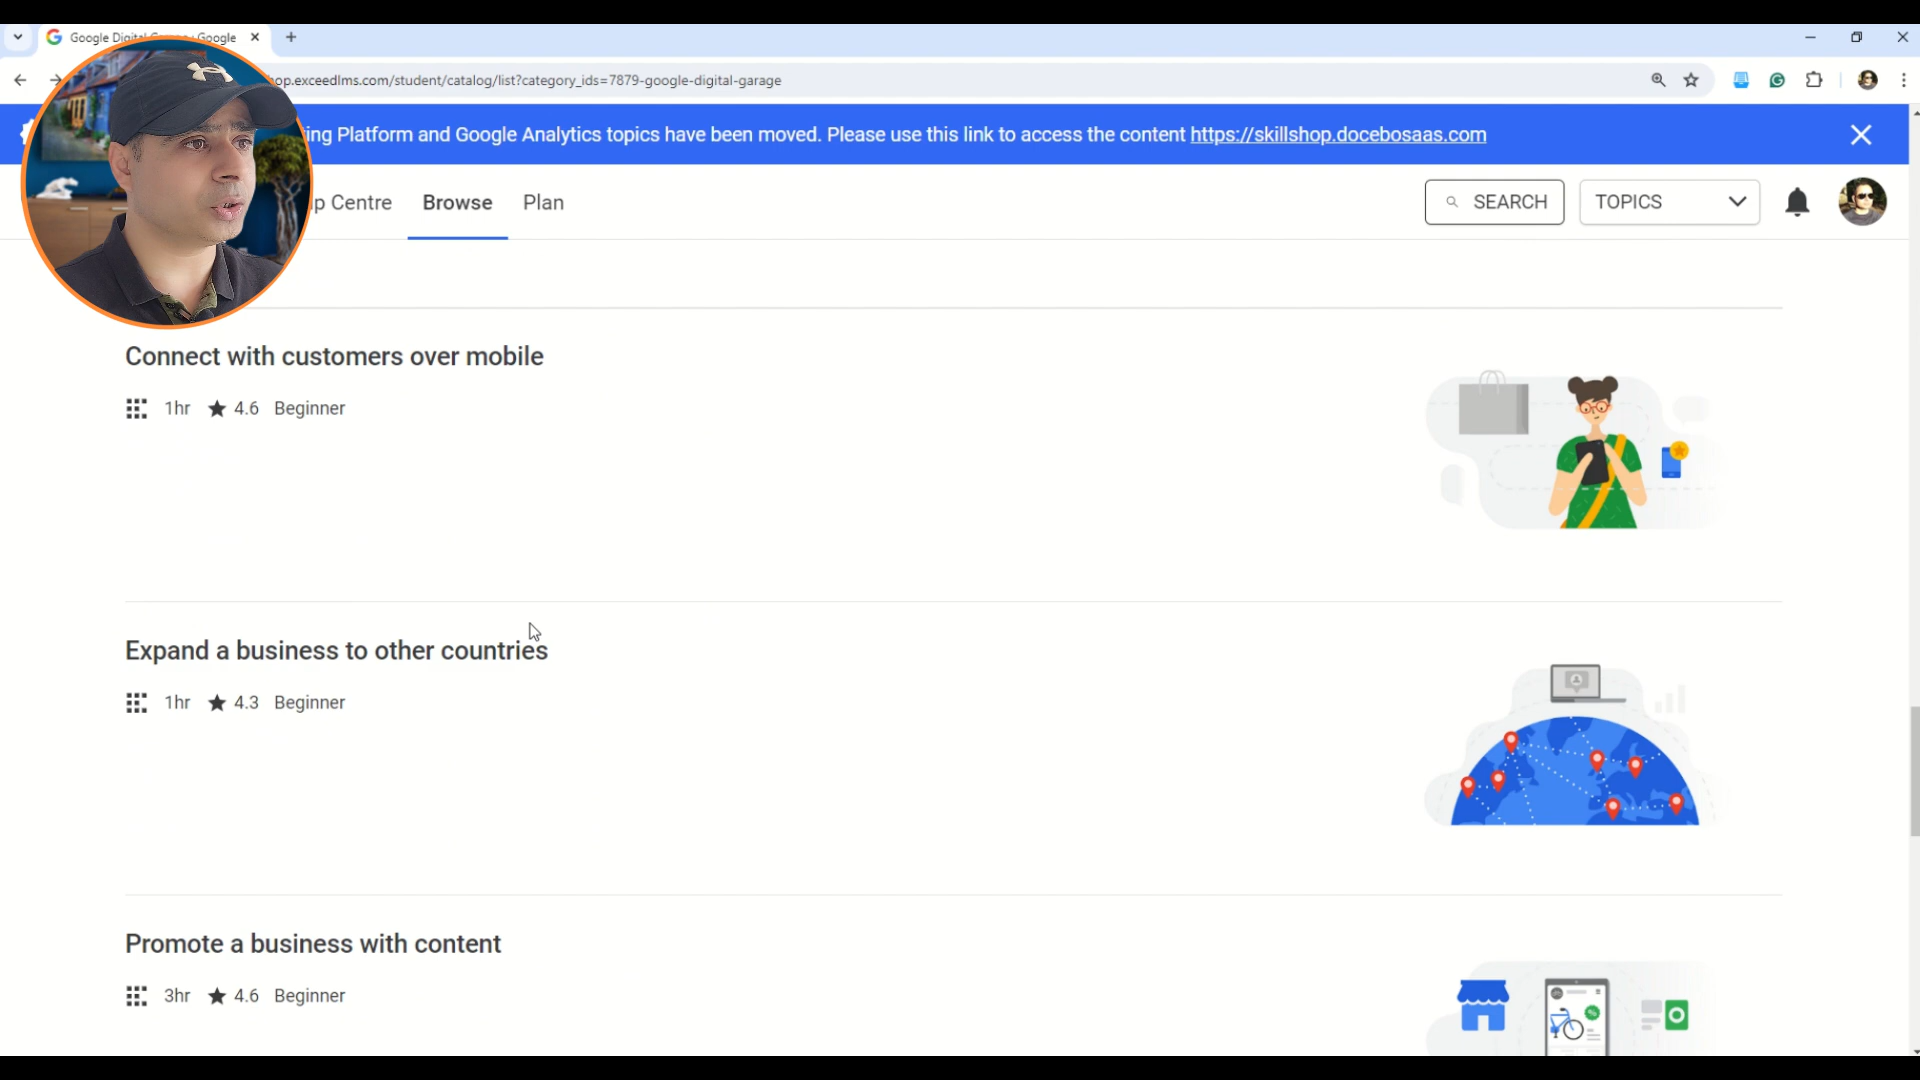 Google Digital Garage - Google
op.exceedlms.com/student/catalog/list?category_ids=7879-google-digital-garage
ing Platform and Google Analytics topics have been moved. Please use this link to access the content https://skillshop.docebosaas.com
p Centre
Browse
Plan
SEARCH
TOPICS
Connect with customers over mobile
1hr 4.6 Beginner
Expand a business to other countries
1hr 4.3 Beginner
Promote a business with content
3hr 4.6 Beginner